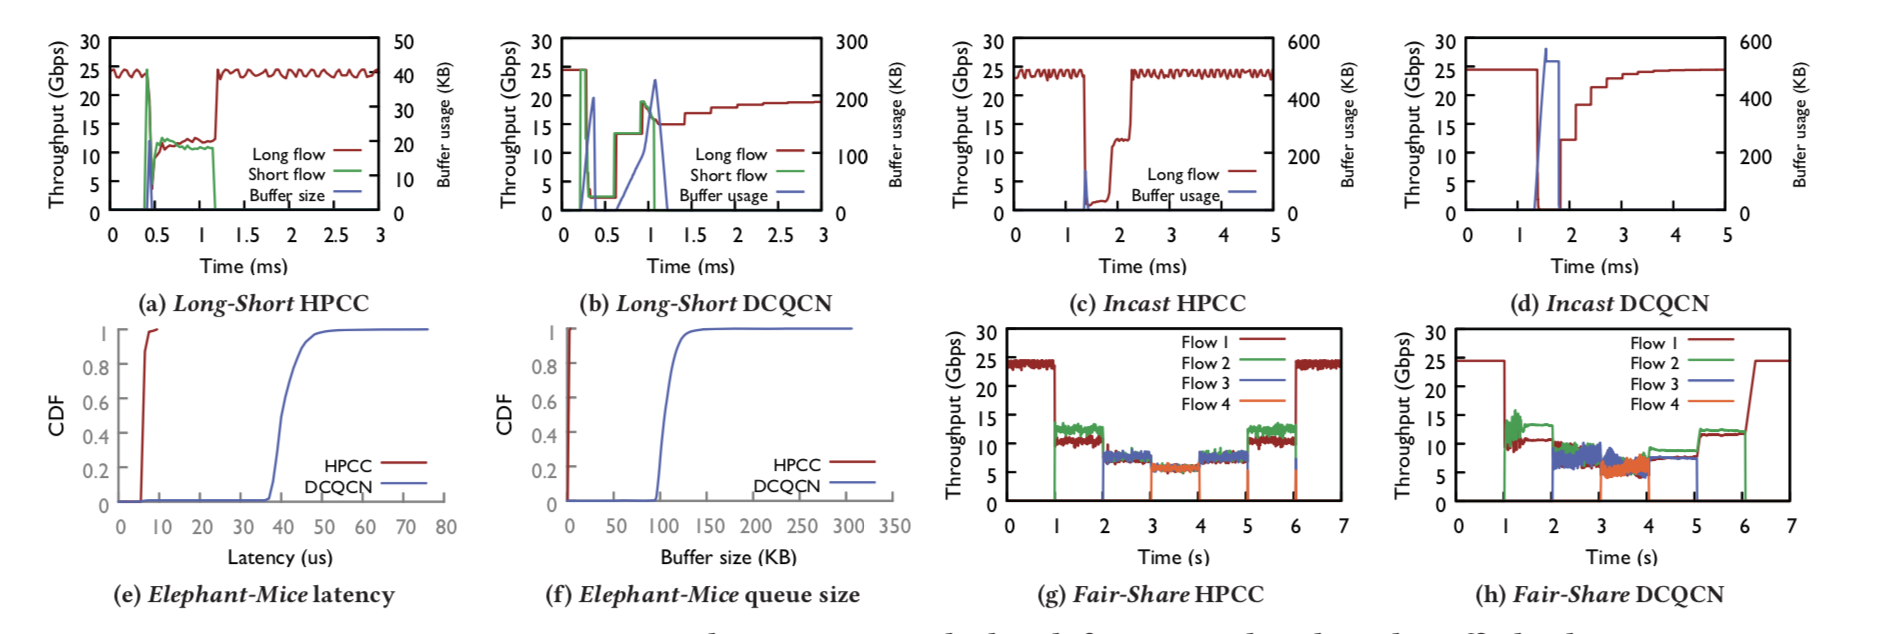 30
25
20
15
10
5
0
Throughput (Gbps)
50
40
30
20
10
0
Buffer usage (KB)
Long flow
Short flow
Buffer size
0 0.5 1 1.5 2 2.5 3
Time (ms)
(a) Long-Short HPCC
30
25
20
15
10
5
0
Throughput (Gbps)
300
200
100
0
Buffer usage (KB)
Long flow
Short flow
Buffer usage
0 0.5 1 1.5 2 2.5 3
Time (ms)
(b) Long-Short DCQCN
30
25
20
15
10
5
0
Throughput (Gbps)
600
400
200
0
Buffer usage (KB)
Long flow
Buffer usage
0 1 2 3 4 5
Time (ms)
(c) Incast HPCC
30
25
20
15
10
5
0
Throughput (Gbps)
600
400
200
0
Buffer usage (KB)
0 1 2 3 4 5
Time (ms)
(d) Incast DCQCN
1
0.8
0.6
0.4
0.2
0
CDF
HPCC
DCQCN
0 10 20 30 40 50 60 70 80
Latency (us)
(e) Elephant-Mice latency
1
0.8
0.6
0.4
0.2
0
CDF
HPCC
DCQCN
0 50 100 150 200 250 300 350
Buffer size (KB)
(f) Elephant-Mice queue size
30
25
20
15
10
5
0
Throughput (Gbps)
Flow 1
Flow 2
Flow 3
Flow 4
0 1 2 3 4 5 6 7
Time (s)
(g) Fair-Share HPCC
30
25
20
15
10
5
0
Throughput (Gbps)
Flow 1
Flow 2
Flow 3
Flow 4
0 1 2 3 4 5 6 7
Time (s)
(h) Fair-Share DCQCN